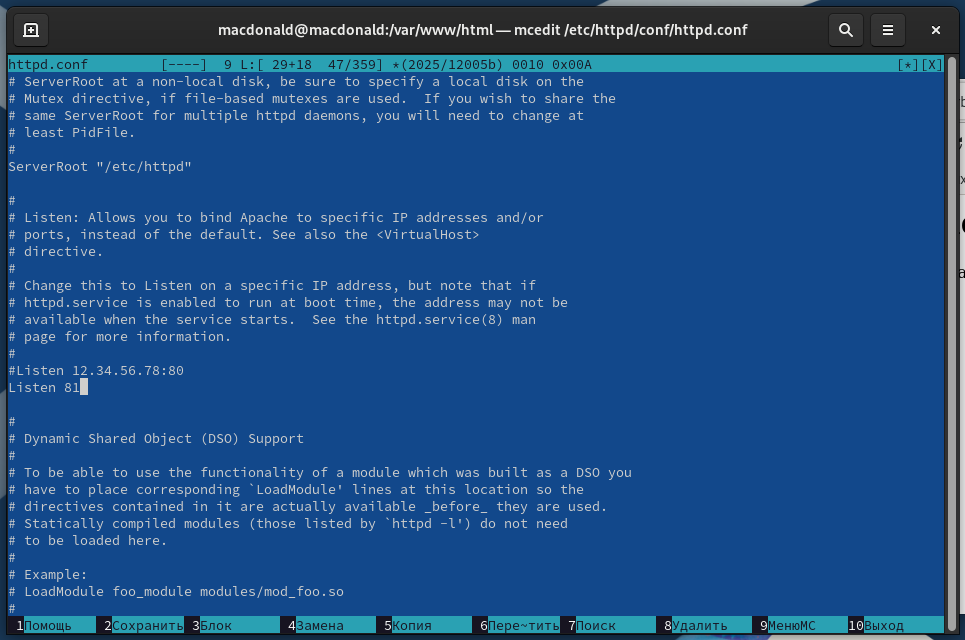 macdonald@macdonald:/var/www/html — mcedit /etc/httpd/conf/httpd.conf
httpd.conf [----] 9 L:[ 29+18 47/359] *(2025/12005b) 0010 0x00A [*][X]
# ServerRoot at a non-local disk, be sure to specify a local disk on the
# Mutex directive, if file-based mutexes are used.  If you wish to share the
# same ServerRoot for multiple httpd daemons, you will need to change at
# least PidFile.
#
ServerRoot "/etc/httpd"
#
# Listen: Allows you to bind Apache to specific IP addresses and/or
# ports, instead of the default. See also the <VirtualHost>
# directive.
#
# Change this to Listen on a specific IP address, but note that if
# httpd.service is enabled to run at boot time, the address may not be
# available when the service starts.  See the httpd.service(8) man
# page for more information.
#
#Listen 12.34.56.78:80
Listen 81
#
# Dynamic Shared Object (DSO) Support
#
# To be able to use the functionality of a module which was built as a DSO you
# have to place corresponding `LoadModule' lines at this location so the
# directives contained in it are actually available _before_ they are used.
# Statically compiled modules (those listed by `httpd -l') do not need
# to be loaded here.
#
# Example:
# LoadModule foo_module modules/mod_foo.so
#
1Помощь 2Сохранить 3Блок 4Замена 5Копия 6Пере~тить 7Поиск 8Удалить 9МенюMC 10Выход